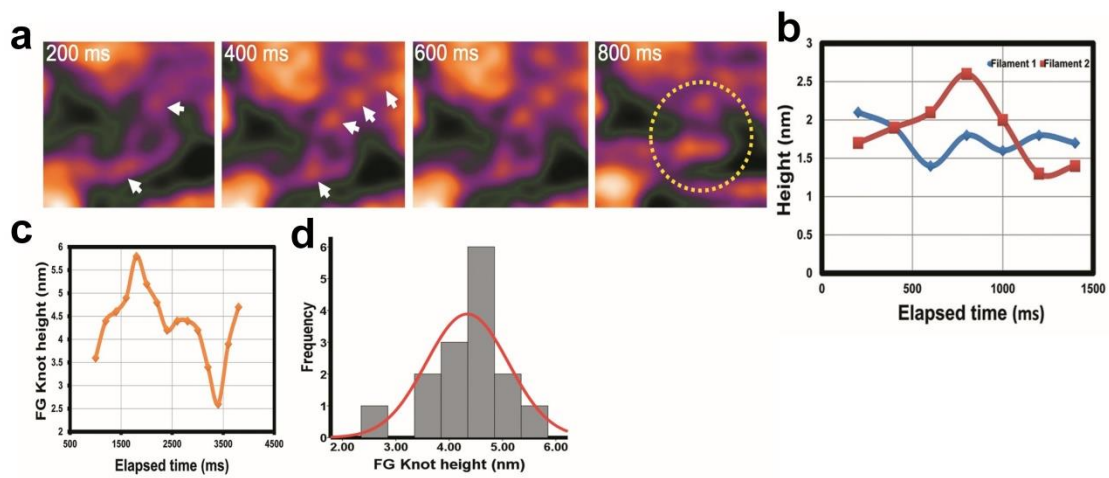 a
200 ms
400 ms
600 ms
800 ms
b
3
2.5
2
1.5
1
0.5
0
Height (nm)
Filament 1 Filament 2
0 500 1000 1500
Elapsed time (ms)
c
6
5.5
5
4.5
4
3.5
3
2.5
2
FG Knot height (nm)
500 1500 2500 3500 4500
Elapsed time (ms)
d
6
5
4
3
2
1
0
Frequency
2.00 3.00 4.00 5.00 6.00
FG Knot height (nm)